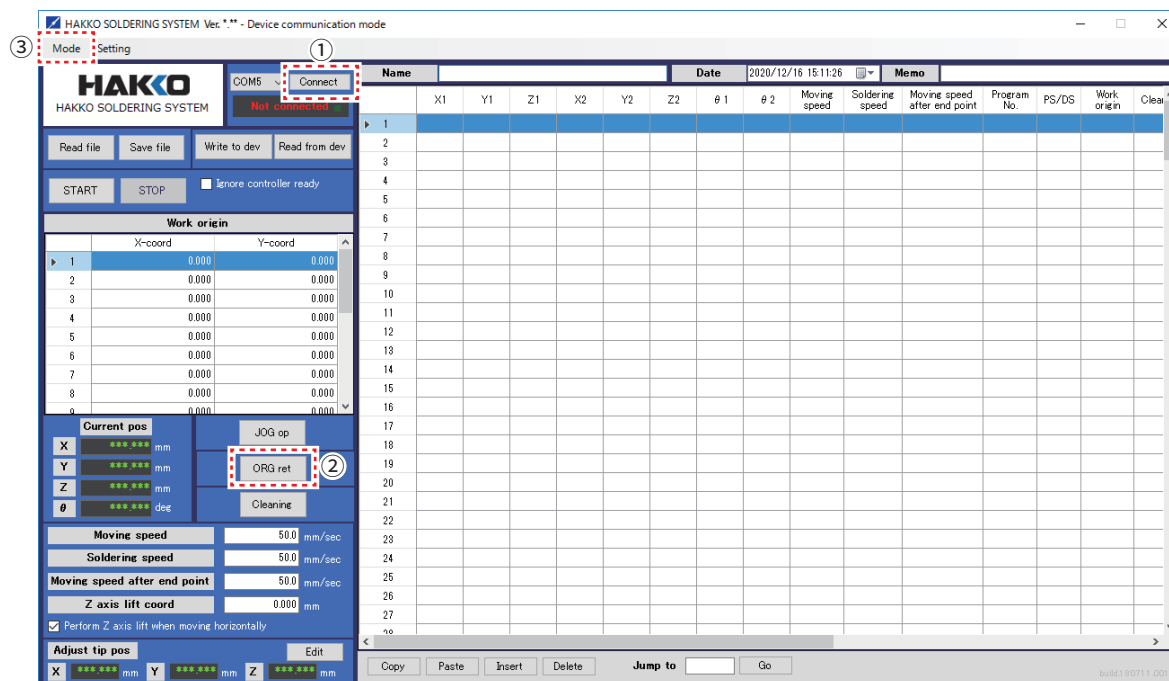 HAKKO SOLDERING SYSTEM Ver. *.** - Device communication mode
③ Mode Setting ①
HAKKO
HAKKO SOLDERING SYSTEM
COM5 Connect
Not connected
Read file Save file Write to dev Read from dev
START STOP Ignore controller ready
Work origin
X-coord Y-coord
1 0.000 0.000
2 0.000 0.000
3 0.000 0.000
4 0.000 0.000
5 0.000 0.000
6 0.000 0.000
7 0.000 0.000
8 0.000 0.000
9 0.000 0.000
Current pos
X ***.*** mm
Y ***.*** mm
Z ***.*** mm
θ ***.*** deg
JOG op
ORG ret ②
Cleaning
Moving speed 50.0 mm/sec
Soldering speed 50.0 mm/sec
Moving speed after end point 50.0 mm/sec
Z axis lift coord 0.000 mm
Perform Z axis lift when moving horizontally
Adjust tip pos Edit
X ***.*** mm Y ***.*** mm Z ***.*** mm
Name Date 2020/12/16 15:11:26 Memo
X1 Y1 Z1 X2 Y2 Z2 θ 1 θ 2 Moving speed Soldering speed Moving speed after end point Program No. PS/DS Work origin Clea
1
2
3
4
5
6
7
8
9
10
11
12
13
14
15
16
17
18
19
20
21
22
23
24
25
26
27
28
Copy Paste Insert Delete Jump to Go